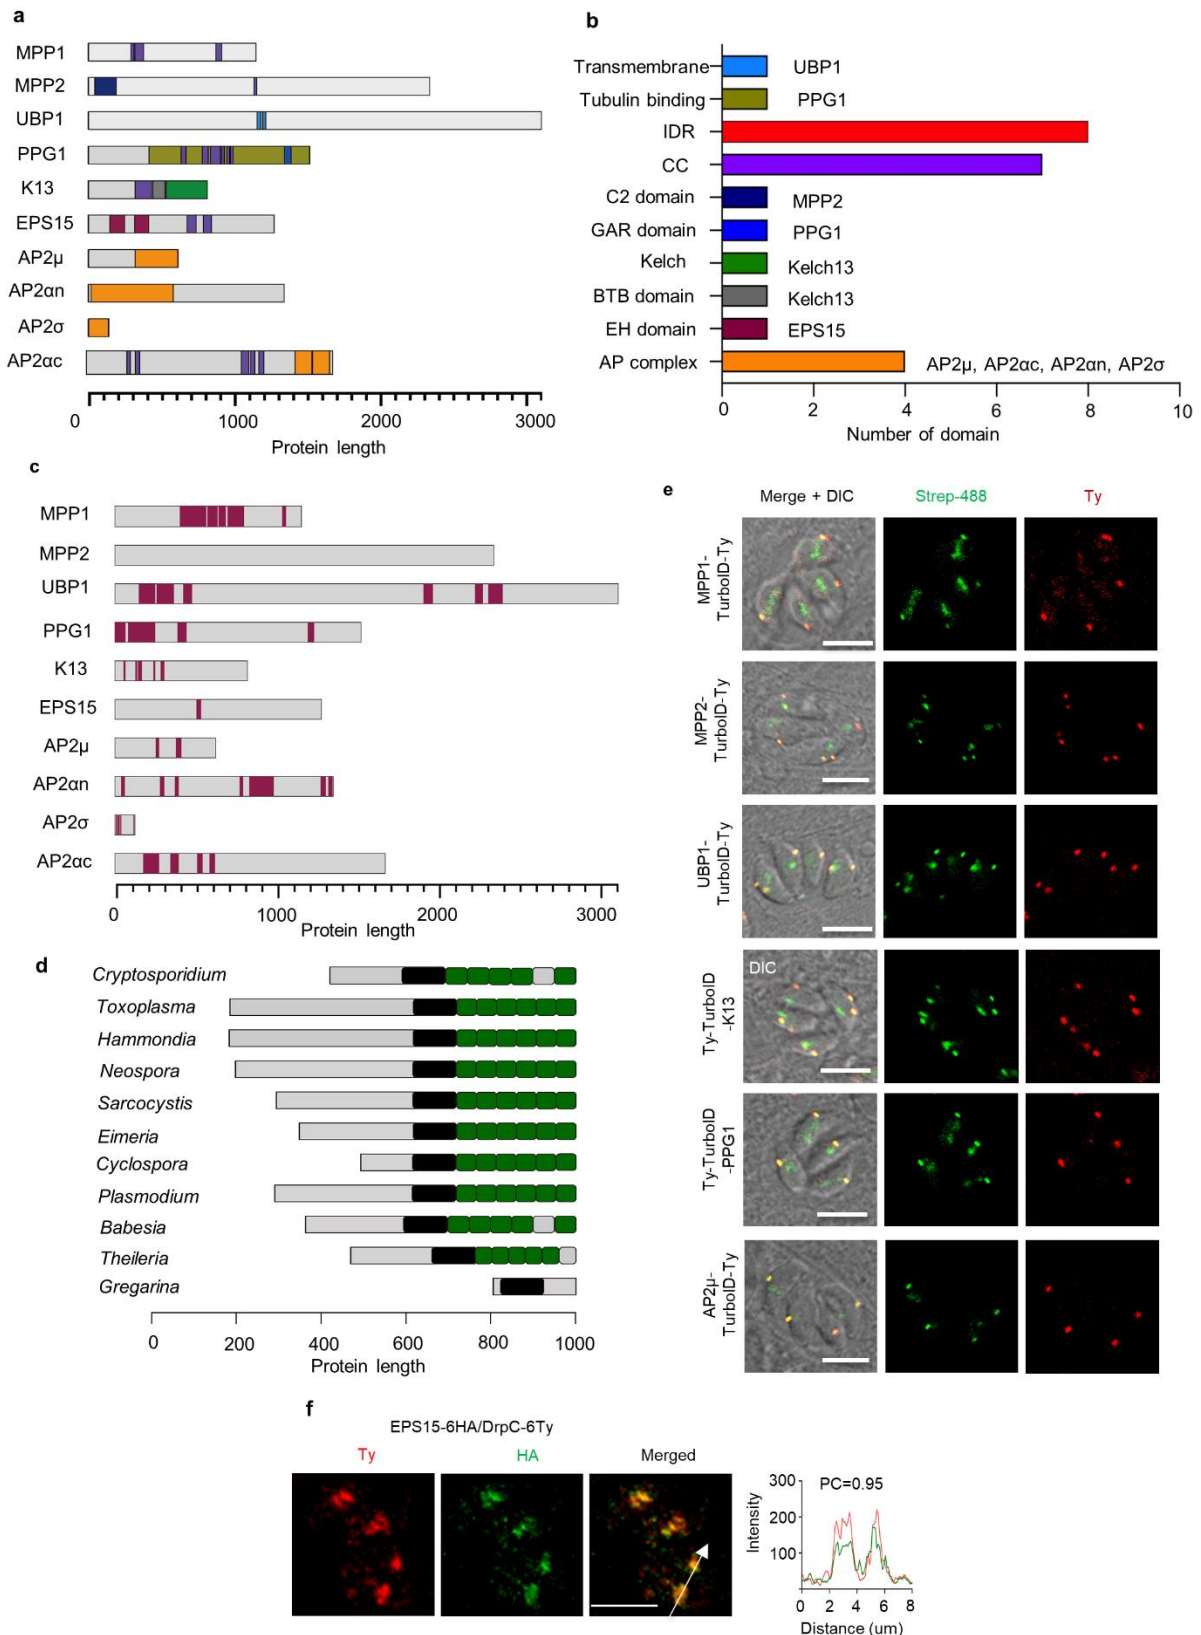 a
MPP1
MPP2
UBP1
PPG1
K13
EPS15
AP2μ
AP2αn
AP2σ
AP2αc
0 1000 2000 3000
Protein length
b
Transmembrane UBP1
Tubulin binding PPG1
IDR
CC
C2 domain MPP2
GAR domain PPG1
Kelch Kelch13
BTB domain Kelch13
EH domain EPS15
AP complex AP2μ, AP2αc, AP2αn, AP2σ
0 2 4 6 8 10
Number of domain
c
MPP1
MPP2
UBP1
PPG1
K13
EPS15
AP2μ
AP2αn
AP2σ
AP2αc
0 1000 2000 3000
Protein length
d
Cryptosporidium
Toxoplasma
Hammondia
Neospora
Sarcocystis
Eimeria
Cyclospora
Plasmodium
Babesia
Theileria
Gregarina
0 200 400 600 800 1000
Protein length
e
Merge + DIC Strep-488 Ty
MPP1-
TurboID-Ty
MPP2-
TurboID-Ty
UBP1-
TurboID-Ty
DIC
Ty-TurboID
-K13
Ty-TurboID
-PPG1
AP2μ-
TurboID-Ty
f
EPS15-6HA/DrpC-6Ty
Ty HA Merged
PC=0.95
300
200
100
Intensity
0 2 4 6 8
Distance (um)